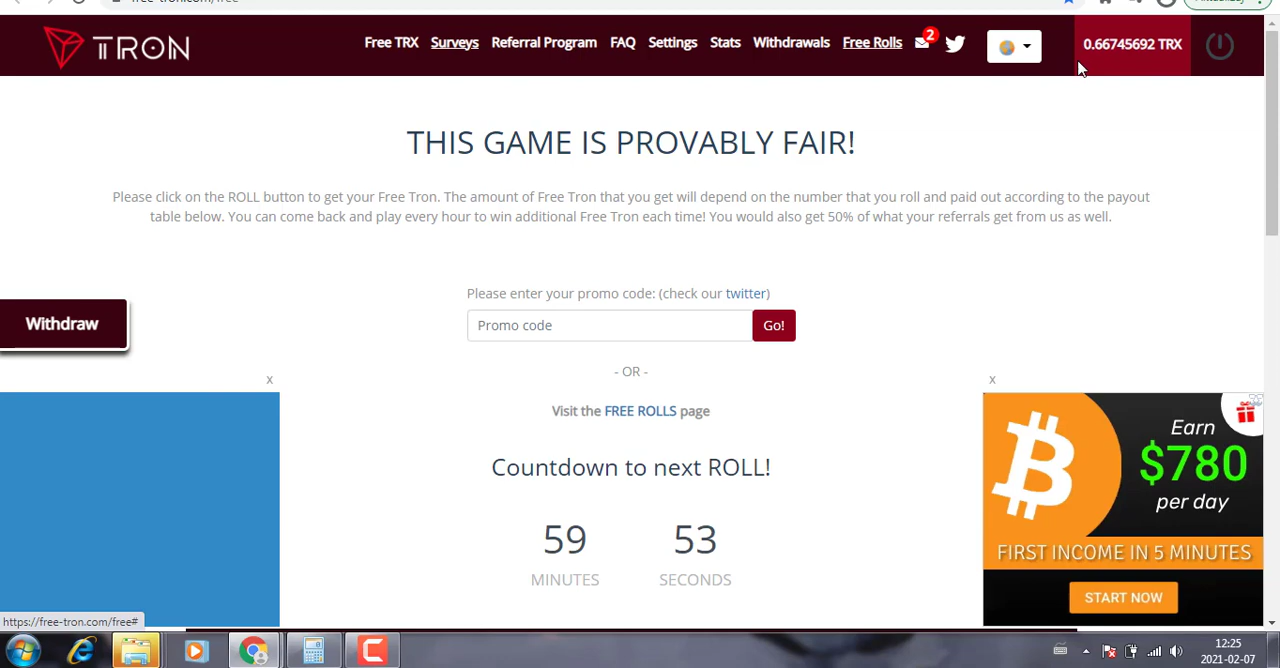 TRON
Free TRX Surveys Referral Program FAQ Settings Stats Withdrawals Free Rolls 2 0.66745692 TRX
THIS GAME IS PROVABLY FAIR!
Please click on the ROLL button to get your Free Tron. The amount of Free Tron that you get will depend on the number that you roll and paid out according to the payout
table below. You can come back and play every hour to win additional Free Tron each time! You would also get 50% of what your referrals get from us as well.
Please enter your promo code: (check our twitter)
Promo code Go!
Withdraw
- OR -
x x
Visit the FREE ROLLS page
Countdown to next ROLL!
59 53
MINUTES SECONDS
Earn
$780
per day
FIRST INCOME IN 5 MINUTES
START NOW
https://free-tron.com/free#
12:25
2021-02-07